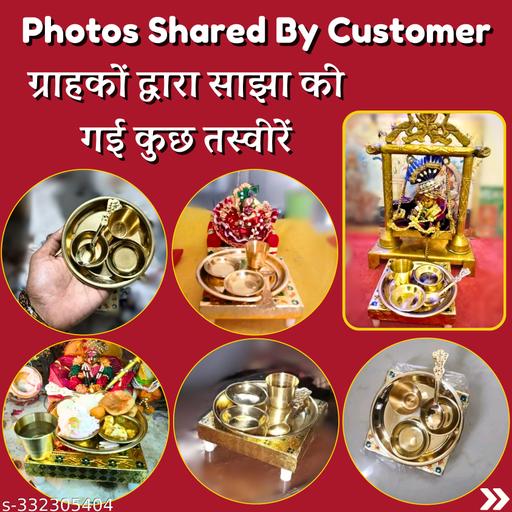 Photos Shared By Customer
ग्राहकों द्वारा साझा की
गई कुछ तस्वीरें
s-332305404